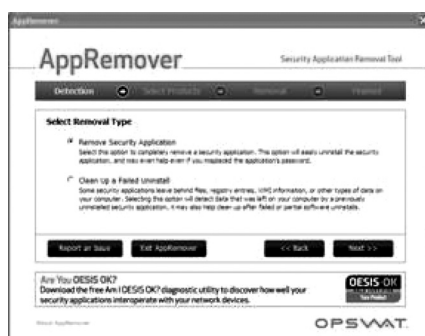 AppRemover
AppRemover
Security Application Removal Tool
Detection Select Products Removal Finished
Select Removal Type
Remove Security Application
Select this option to completely remove a security application. This option will easily uninstall the security
application, and may even help even if you misplaced the application's password.
Clean Up a Failed Uninstall
Some security applications leave behind files, registry entries, WMI information, or other types of data on
your computer. Selecting this option will detect data that was left on your computer by a previously
uninstalled security application. It may also help clean up after failed or partial software uninstalls.
Report an Issue Exit AppRemover << Back Next >>
Are You OESIS OK?
Download the free Am I OESIS OK? diagnostic utility to discover how well your
security applications interoperate with your network devices.
OESIS OK
About AppRemover
OPSWAT.